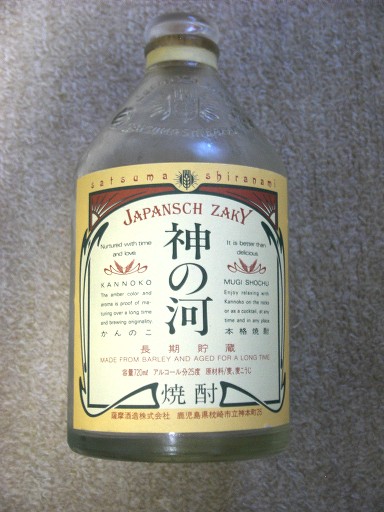 satsuma shiranami
JAPANSCH ZAKY
Nurtured with time
and love
It is better than
delicious
神の河
KANNOKO
The amber color and
aroma is proof of ma-
turing over a long time
and brewing originality
かんのこ
MUGI SHOCHU
Enjoy relaxing with
Kannoko on the rocks
or as a cocktail, at any
time and in any place
本格焼酎
長期貯蔵
MADE FROM BARLEY AND AGED FOR A LONG TIME
容量720ml アルコール分25度 原材料/麦,麦こうじ
焼酎
薩摩酒造株式会社 鹿児島県枕崎市立神本町26